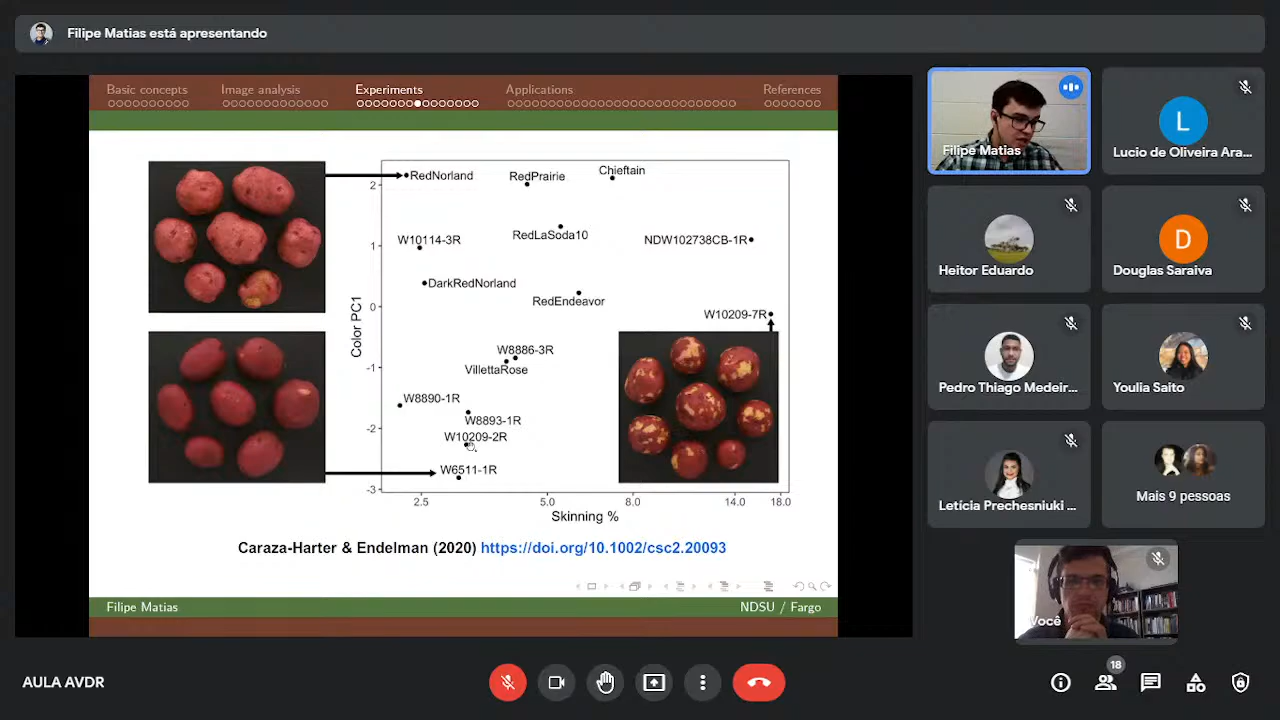 Filipe Matias está apresentando
Basic concepts Image analysis Experiments Applications References
RedNorland RedPrairie Chieftain
W10114-3R RedLaSoda10 NDW102738CB-1R
DarkRedNorland
RedEndeavor
W10209-7R
W8886-3R
VillettaRose
W8890-1R
W8893-1R
W10209-2R
W6511-1R
Color PC1
2
1
0
-1
-2
-3
2.5 5.0 8.0 14.0 18.0
Skinning %
Caraza-Harter & Endelman (2020) https://doi.org/10.1002/csc2.20093
Filipe Matias NDSU / Fargo
Filipe Matias
Lucio de Oliveira Ara...
L
Heitor Eduardo
D
Douglas Saraiva
Pedro Thiago Medeir...
Youlia Saito
Letícia Prechesniuki ...
Mais 9 pessoas
Você
AULA AVDR
18